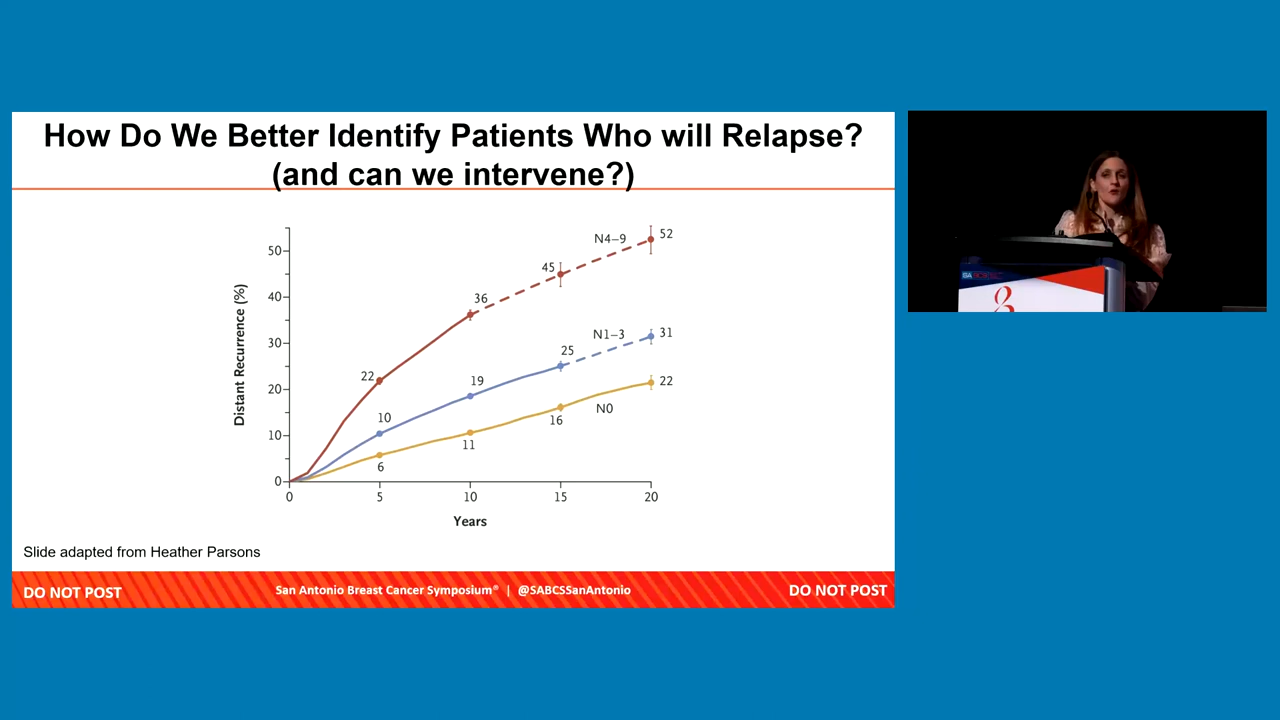 How Do We Better Identify Patients Who will Relapse?
(and can we intervene?)
Distant Recurrence (%)
50
40
30
20
10
0
0
5
10
15
20
Years
N4–9
22
36
45
52
N1–3
10
19
25
31
N0
6
11
16
22
Slide adapted from Heather Parsons
DO NOT POST
San Antonio Breast Cancer Symposium® | @SABCSSanAntonio
DO NOT POST